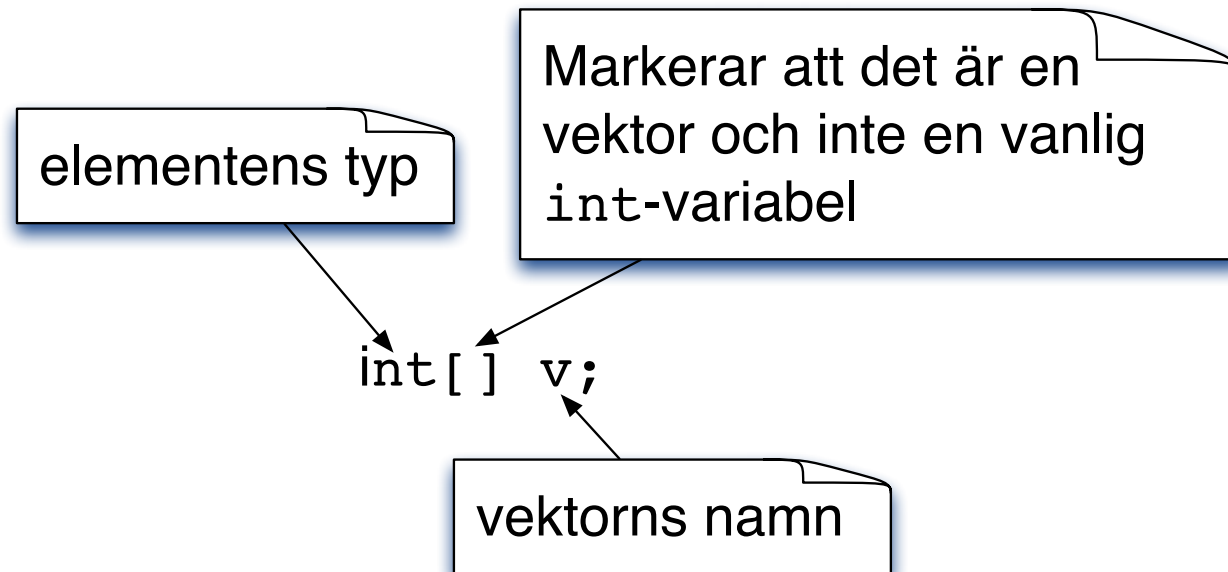 Markerar att det är en
vektor och inte en vanlig
int-variabel
elementens typ
int[] v;
vektorns namn